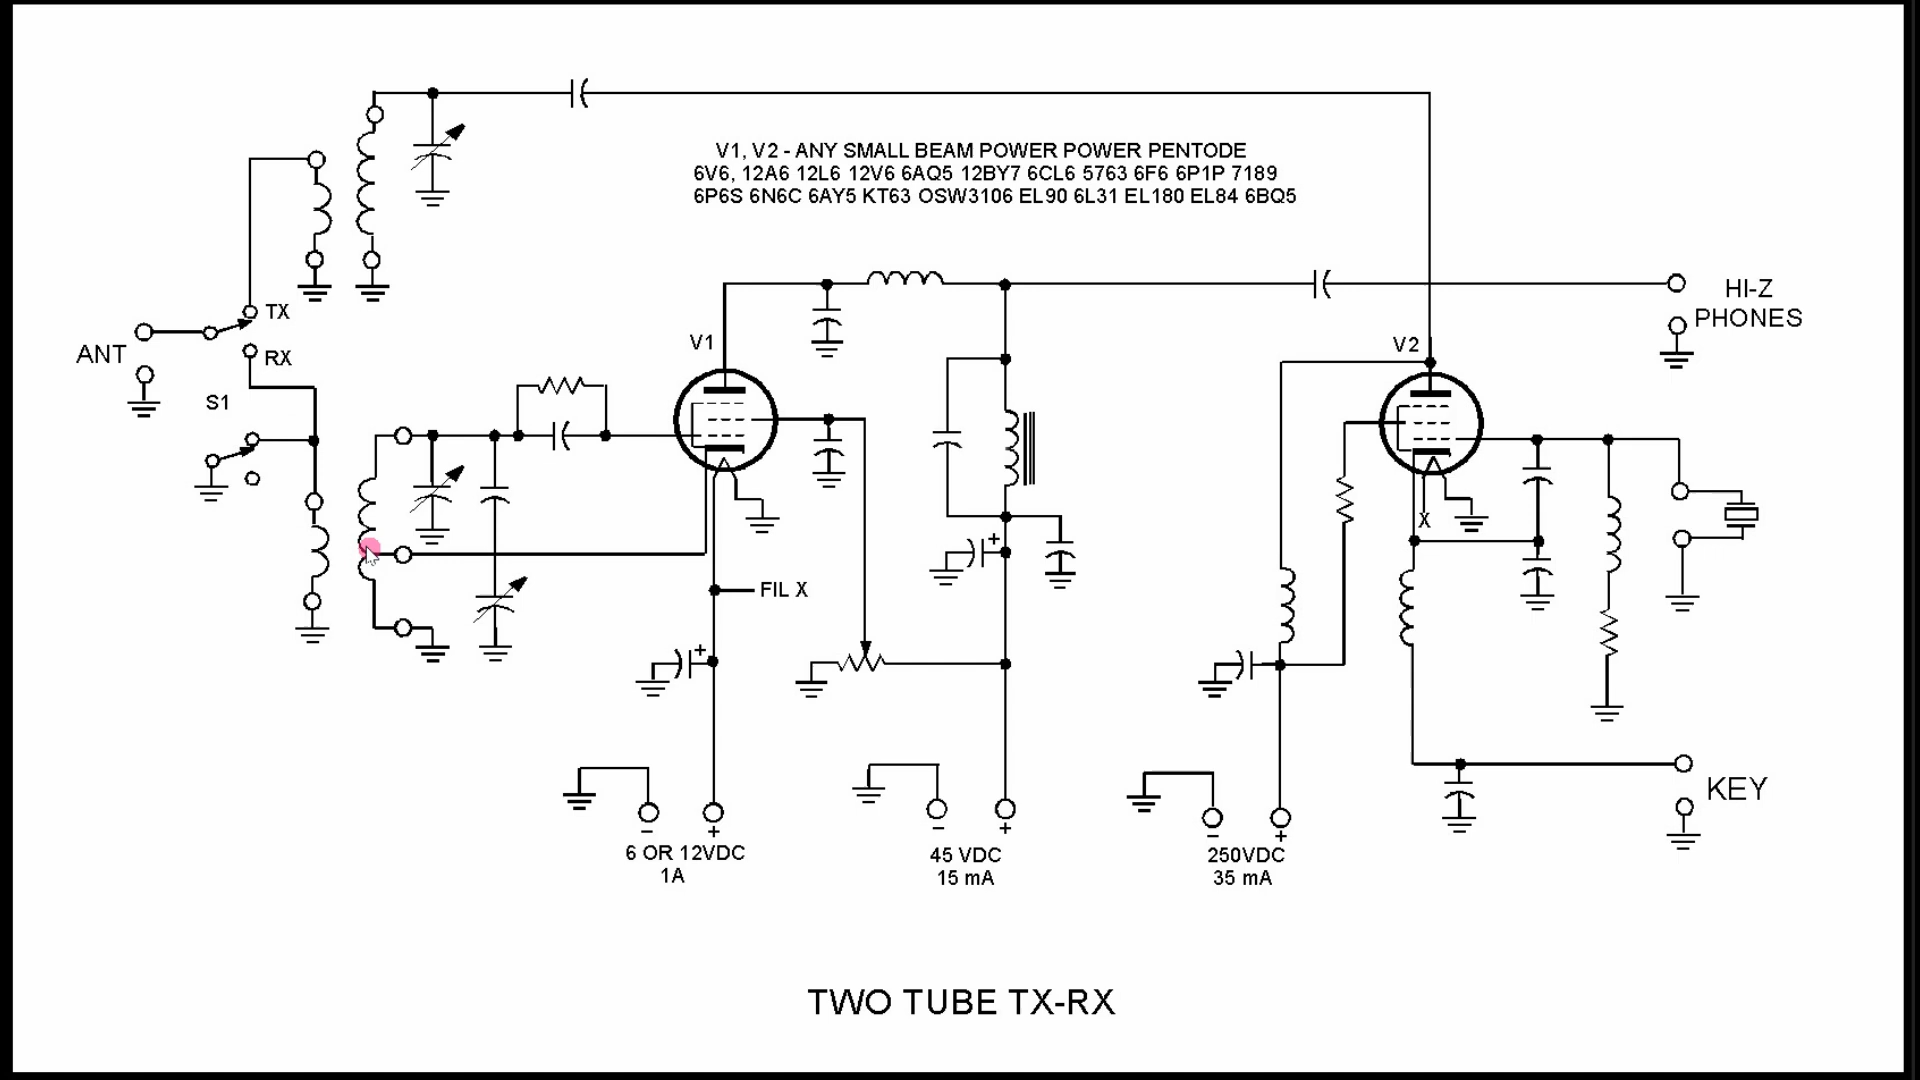 V1, V2 - ANY SMALL BEAM POWER POWER PENTODE
6V6, 12A6 12L6 12V6 6AQ5 12BY7 6CL6 5763 6F6 6P1P 7189
6P6S 6N6C 6AY5 KT63 OSW3106 EL90 6L31 EL180 EL84 6BQ5
TX
ANT
RX
S1
V1
V2
HI-Z
PHONES
X
+
FIL X
+
- +
6 OR 12VDC
1A
- +
45 VDC
15 mA
- +
250VDC
35 mA
KEY
TWO TUBE TX-RX